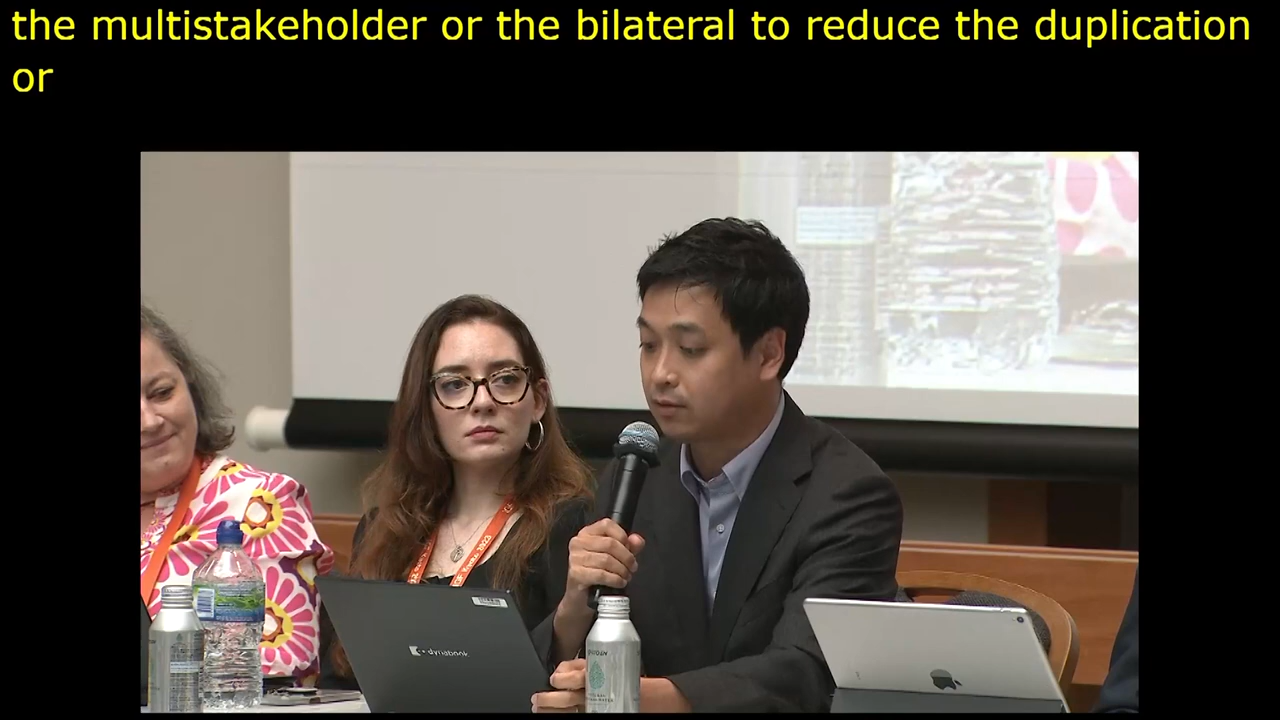 the multistakeholder or the bilateral to reduce the duplication
or
dynabook